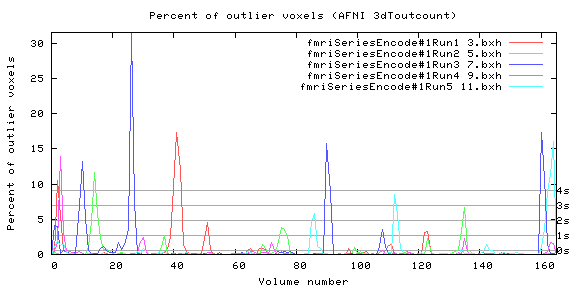 Percent of outlier voxels (AFNI 3dToutcount)
Percent of outlier voxels
30
25
20
15
10
5
0
fmriSeriesEncode#1Run1 3.bxh
fmriSeriesEncode#1Run2 5.bxh
fmriSeriesEncode#1Run3 7.bxh
fmriSeriesEncode#1Run4 9.bxh
fmriSeriesEncode#1Run5 11.bxh
4s
3s
2s
1s
0s
0 20 40 60 80 100 120 140 160
Volume number